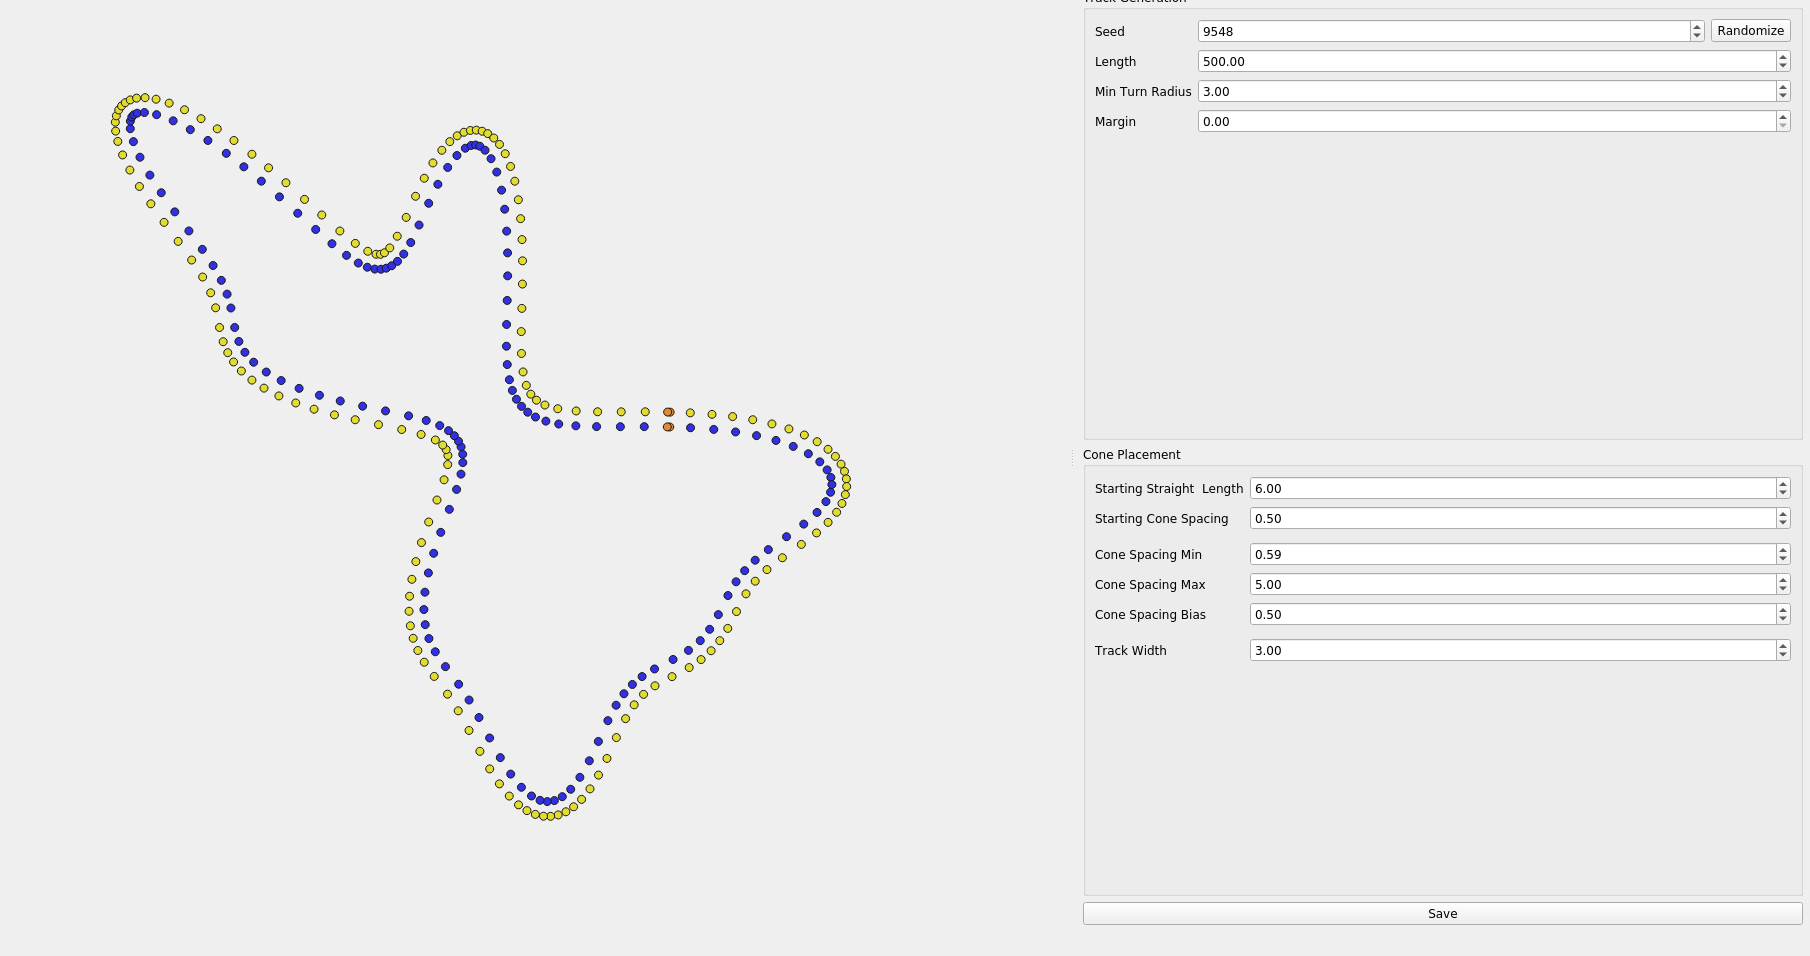 Track Generation
Seed 9548 Randomize
Length 500.00
Min Turn Radius 3.00
Margin 0.00
Cone Placement
Starting Straight Length 6.00
Starting Cone Spacing 0.50
Cone Spacing Min 0.59
Cone Spacing Max 5.00
Cone Spacing Bias 0.50
Track Width 3.00
Save